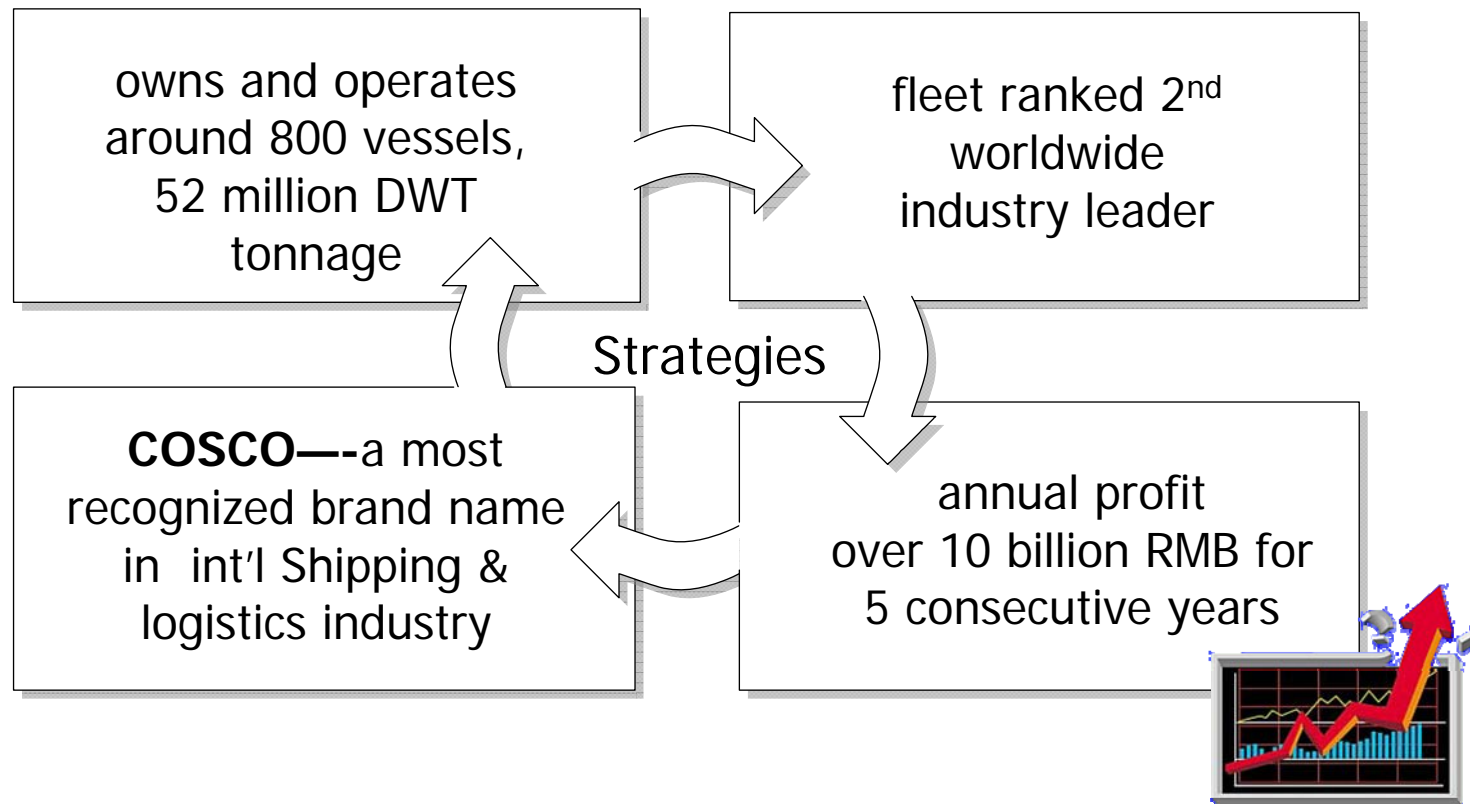 owns and operates
around 800 vessels,
52 million DWT
tonnage
fleet ranked 2nd
worldwide
industry leader
Strategies
COSCO—-a most
recognized brand name
in  int'l Shipping &
logistics industry
annual profit
over 10 billion RMB for
5 consecutive years